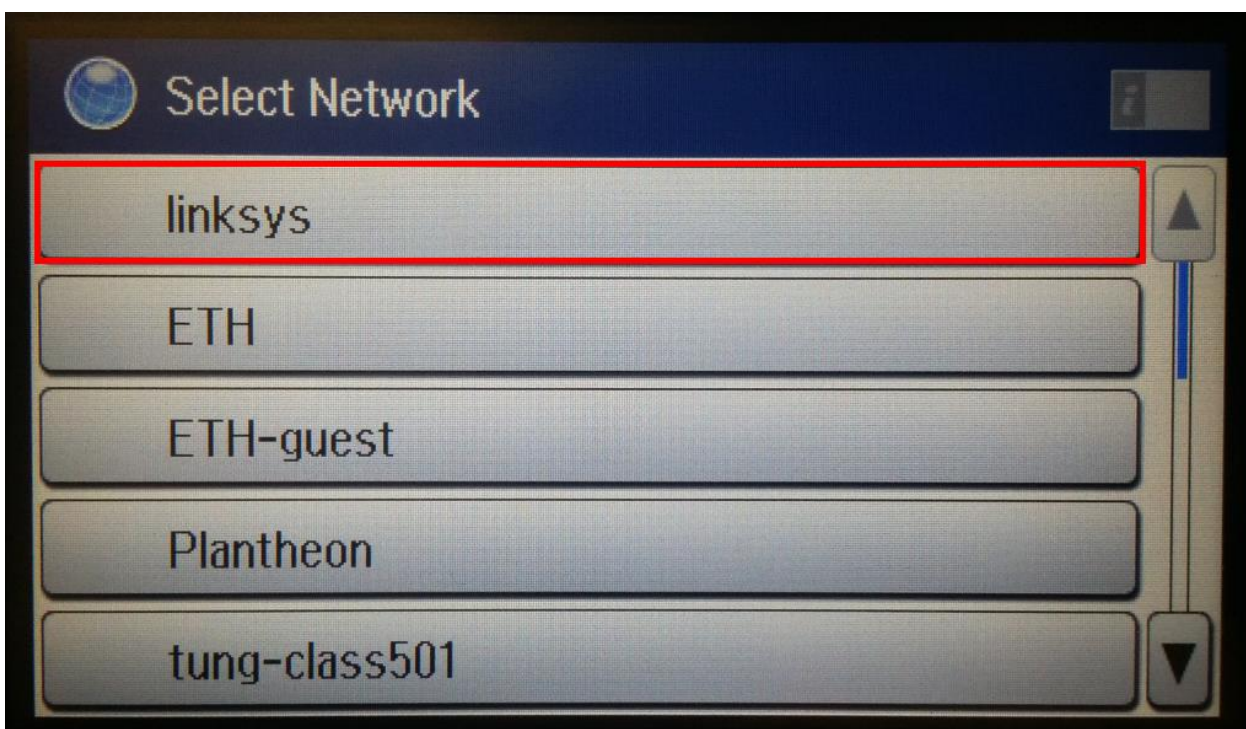 Select Network
i
linksys
ETH
ETH-guest
Plantheon
tung-class501